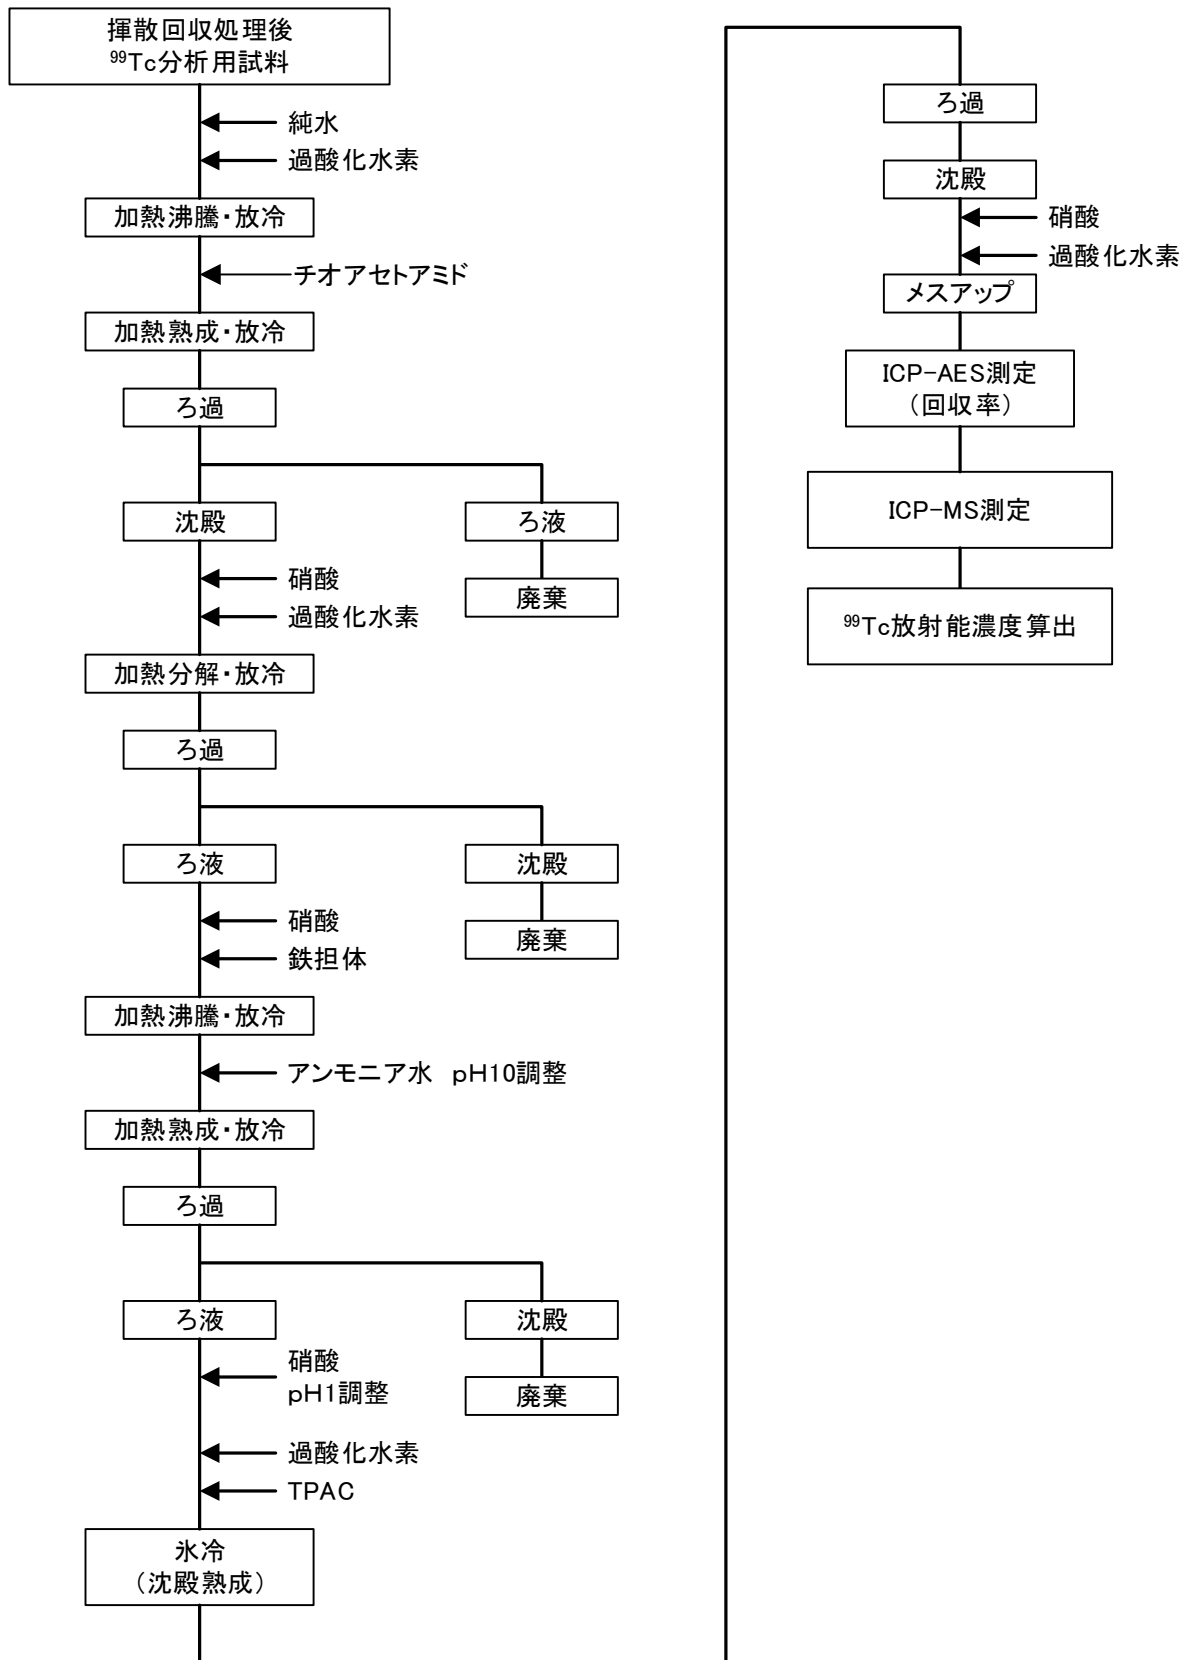 揮散回収処理後
⁹⁹Tc分析用試料
純水
過酸化水素
加熱沸騰・放冷
チオアセトアミド
加熱熟成・放冷
ろ過
沈殿
ろ液
硝酸
廃棄
過酸化水素
加熱分解・放冷
ろ過
ろ液
沈殿
硝酸
廃棄
鉄担体
加熱沸騰・放冷
アンモニア水 pH10調整
加熱熟成・放冷
ろ過
ろ液
沈殿
硝酸
pH1調整
廃棄
過酸化水素
TPAC
氷冷
（沈殿熟成）
ろ過
沈殿
硝酸
過酸化水素
メスアップ
ICP-AES測定
（回収率）
ICP-MS測定
⁹⁹Tc放射能濃度算出